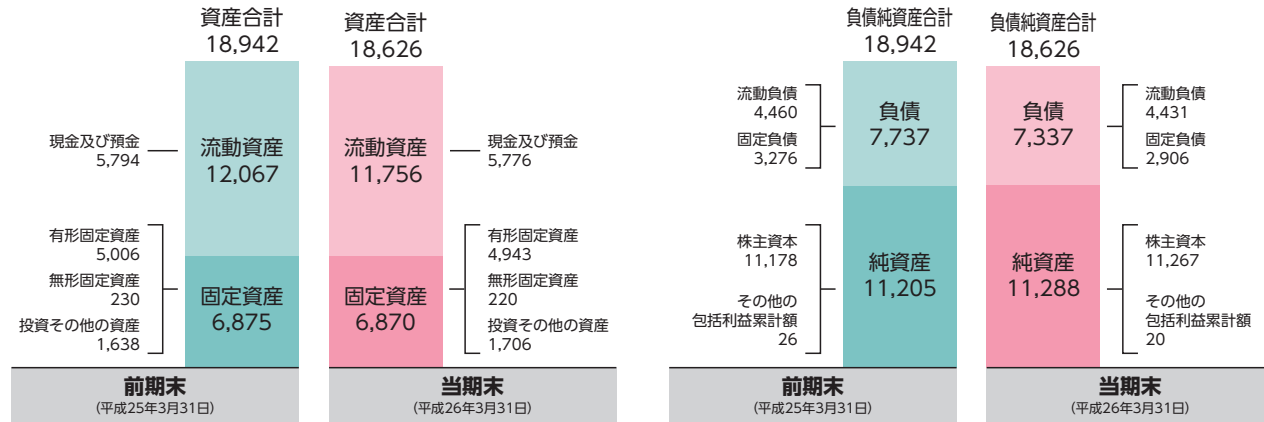 資産合計
18,942
現金及び預金
5,794
流動資産
12,067
有形固定資産
5,006
無形固定資産
230
投資その他の資産
1,638
固定資産
6,875
前期末
(平成25年3月31日)
資産合計
18,626
流動資産
11,756
現金及び預金
5,776
固定資産
6,870
有形固定資産
4,943
無形固定資産
220
投資その他の資産
1,706
当期末
(平成26年3月31日)
負債純資産合計
18,942
流動負債
4,460
固定負債
3,276
負債
7,737
株主資本
11,178
その他の
包括利益累計額
26
純資産
11,205
前期末
(平成25年3月31日)
負債純資産合計
18,626
負債
7,337
流動負債
4,431
固定負債
2,906
純資産
11,288
株主資本
11,267
その他の
包括利益累計額
20
当期末
(平成26年3月31日)